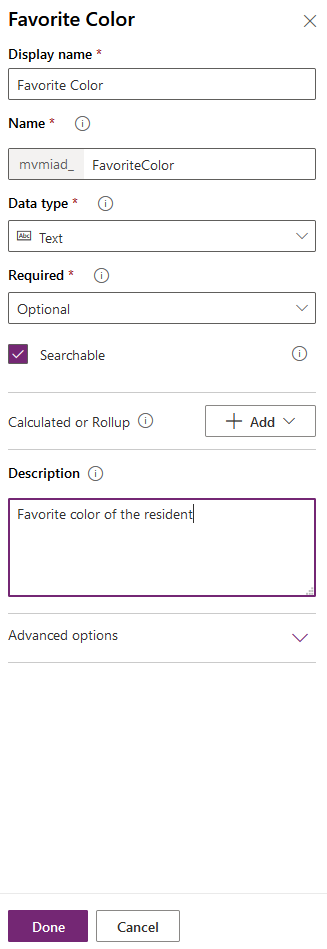 Favorite Color
Display name *
Favorite Color
Name *
mvmiad_ FavoriteColor
Data type *
Abc Text
Required *
Optional
Searchable
Calculated or Rollup + Add
Description
Favorite color of the resident
Advanced options
Done Cancel